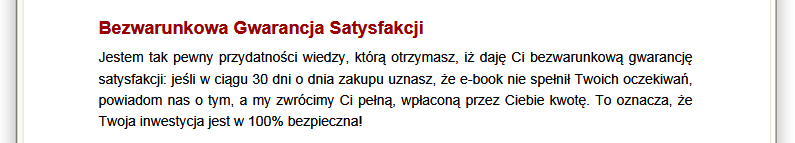 Bezwarunkowa Gwarancja Satysfakcji
Jestem tak pewny przydatności wiedzy, którą otrzymasz, iż daję Ci bezwarunkową gwarancję
satysfakcji: jeśli w ciągu 30 dni o dnia zakupu uznasz, że e-book nie spełnił Twoich oczekiwań,
powiadom nas o tym, a my zwrócimy Ci pełną, wpłaconą przez Ciebie kwotę. To oznacza, że
Twoja inwestycja jest w 100% bezpieczna!